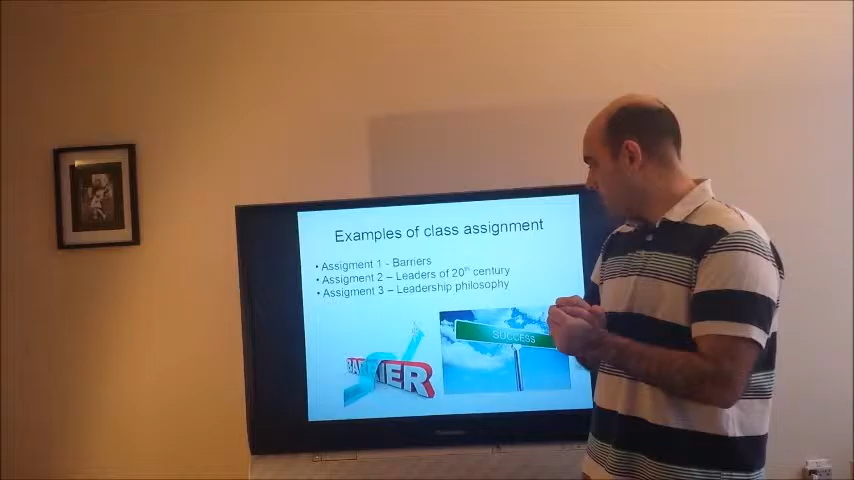 Examples of class assignment
• Assigment 1 - Barriers
• Assigment 2 – Leaders of 20th century
• Assigment 3 – Leadership philosophy
SUCCESS
BARRIER